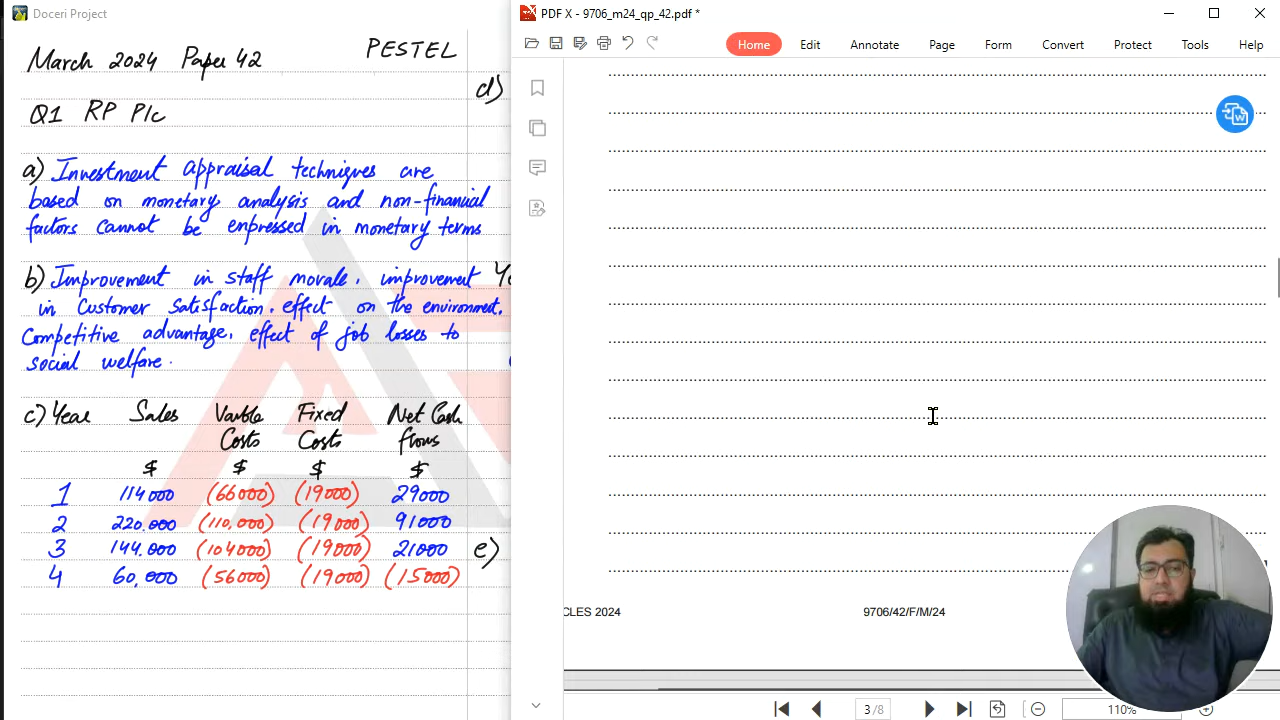 Doceri Project
PDF X - 9706_m24_qp_42.pdf *
Home Edit Annotate Page Form Convert Protect Tools Help
March 2024 Paper 42 PESTEL
d)
Q1 RP Plc
a) Investment appraisal techniques are
based on monetary analysis and non-financial
factors cannot be enpressed in monetary terms
b) Improvement in staff morale, improvement
in Customer Satisfaction, effect on the environment,
Competitive advantage, effect of job losses to
social welfare.
c) Year Sales Varible Costs Fixed Costs Net Cash flows
$ $ $ $
1 114000 (66000) (19000) 29000
2 220.000 (110,000) (19000) 91000
3 144.000 (104000) (19000) 21000 e)
4 60,000 (56000) (19000) (15000)
CLES 2024 9706/42/F/M/24
3 /8 110%